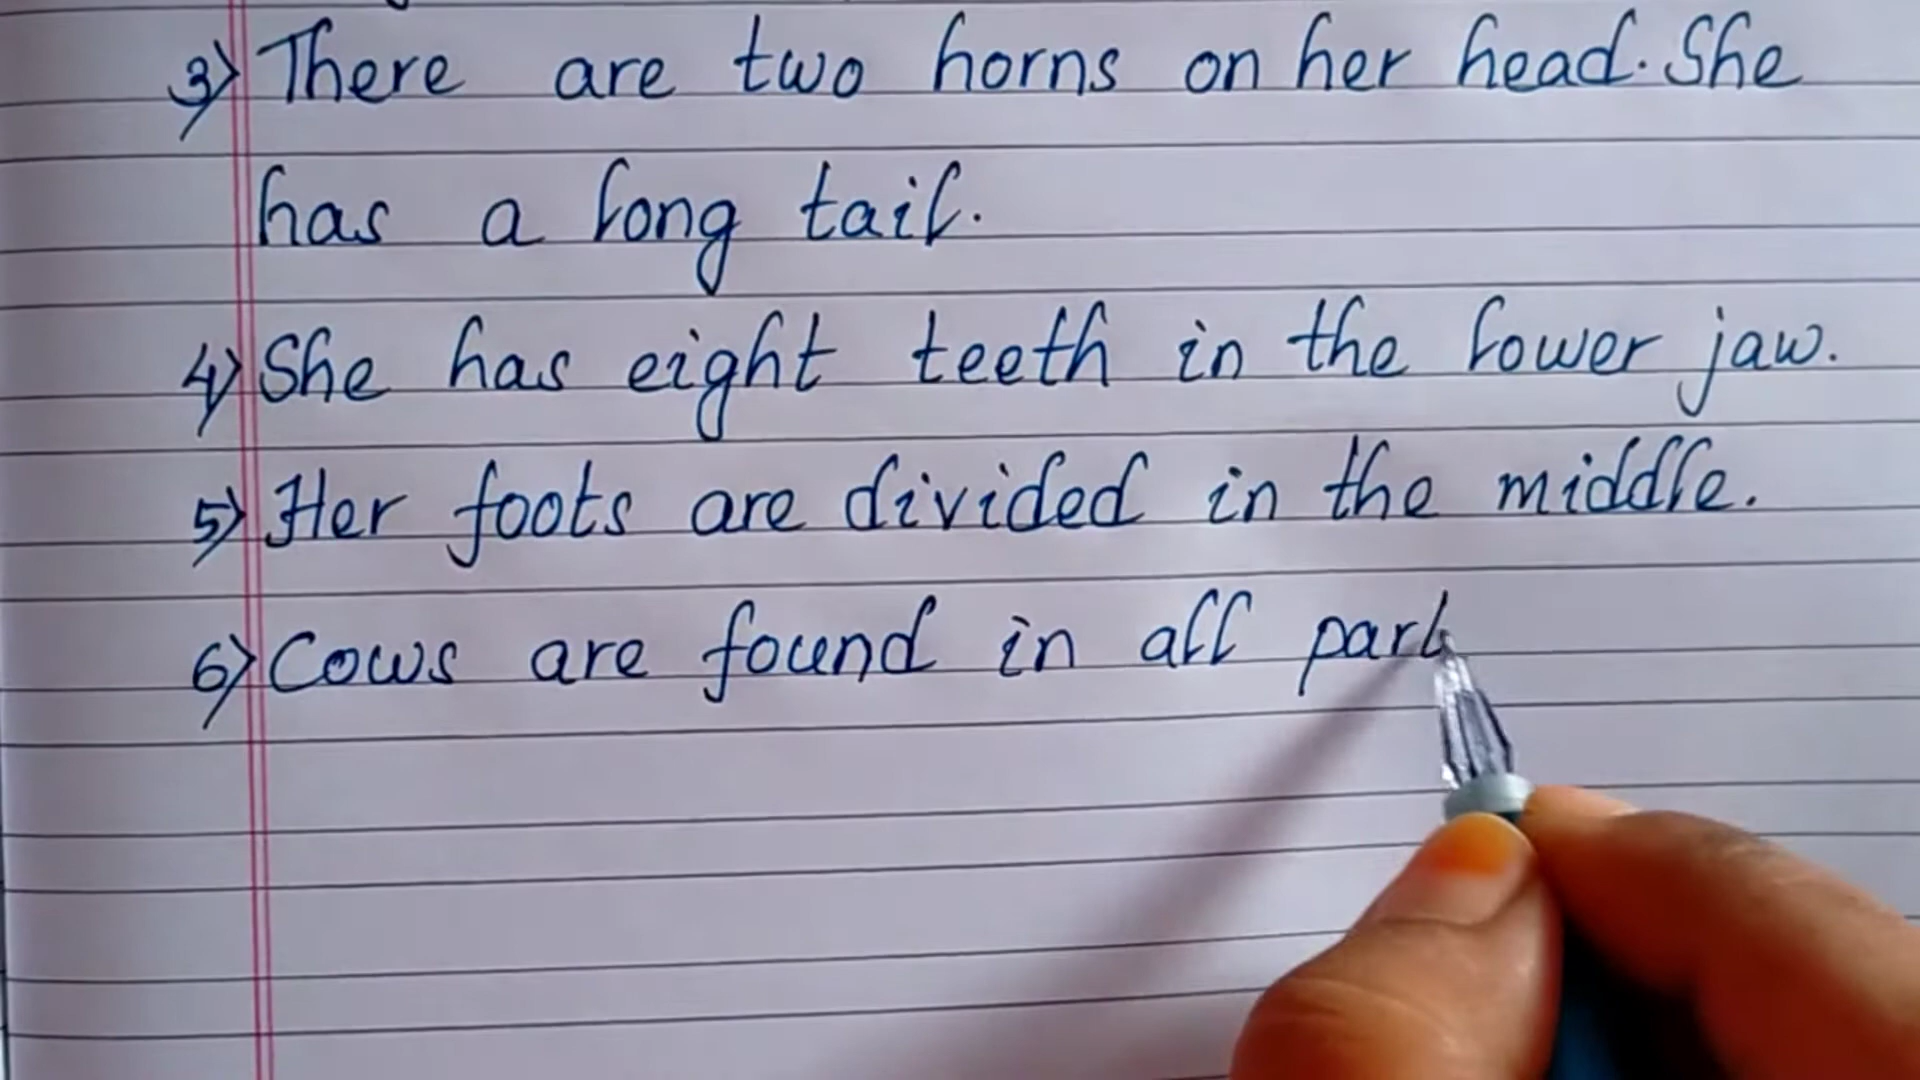 3) There are two horns on her head. She
has a long tail.
4) She has eight teeth in the lower jaw.
5) Her foots are divided in the middle.
6) Cows are found in all part